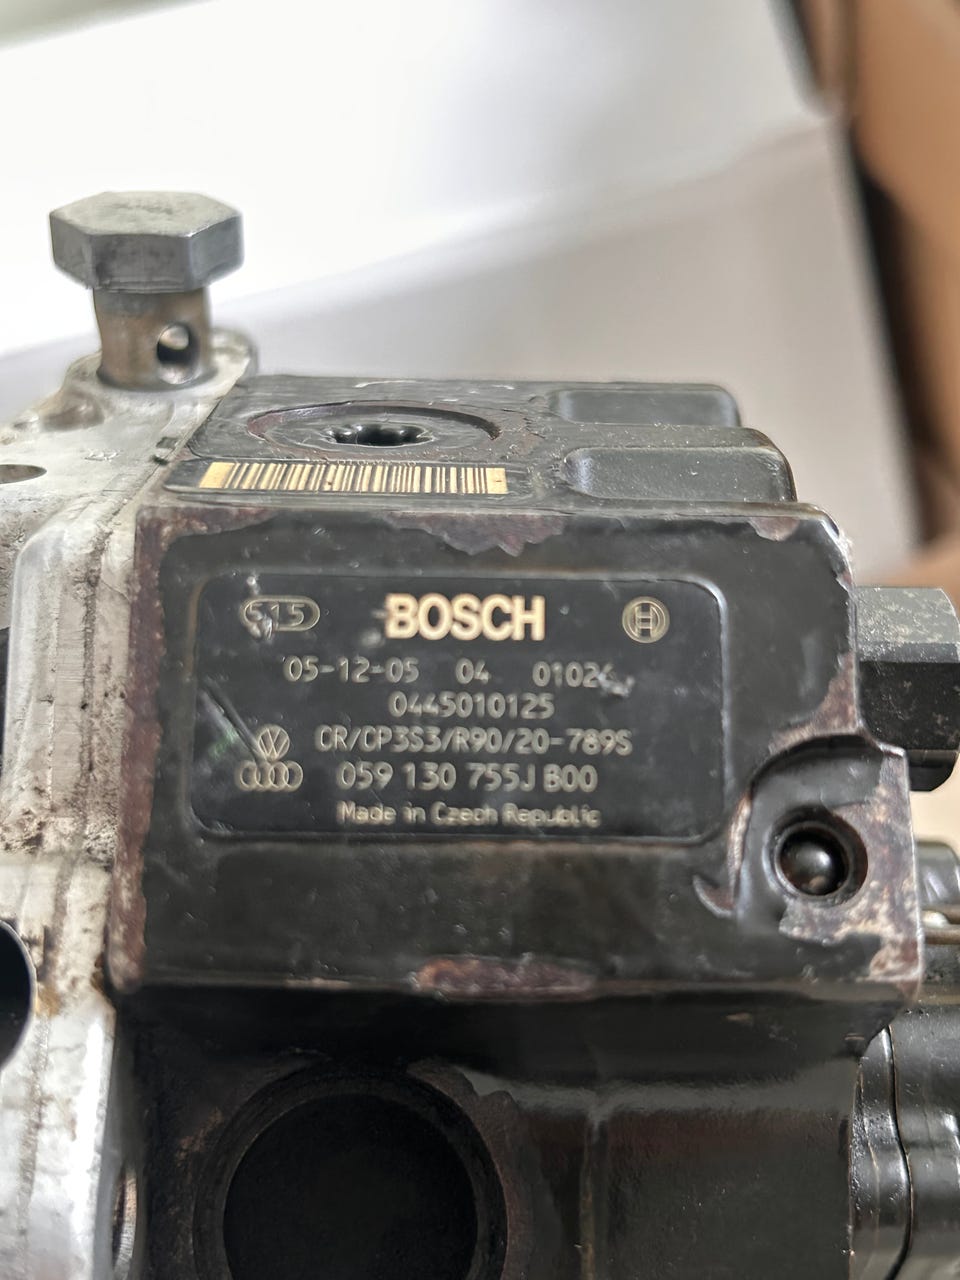 515 BOSCH
05-12-05 04
0445010125
CR/CP3S3/R90/20-789S
059 130 755J B00
Made in Czech Republic